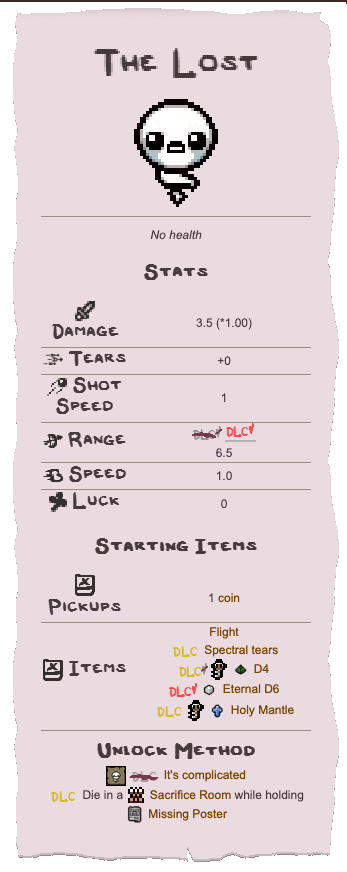 The Lost
No health
Stats
Damage
3.5 (*1.00)
Tears
+0
Shot Speed
1
Range
DLC DLC
6.5
Speed
1.0
Luck
0
Starting Items
Pickups
1 coin
Items
Flight
DLC Spectral tears
DLC D4
DLC Eternal D6
DLC Holy Mantle
Unlock Method
DLC It's complicated
DLC Die in a Sacrifice Room while holding
Missing Poster